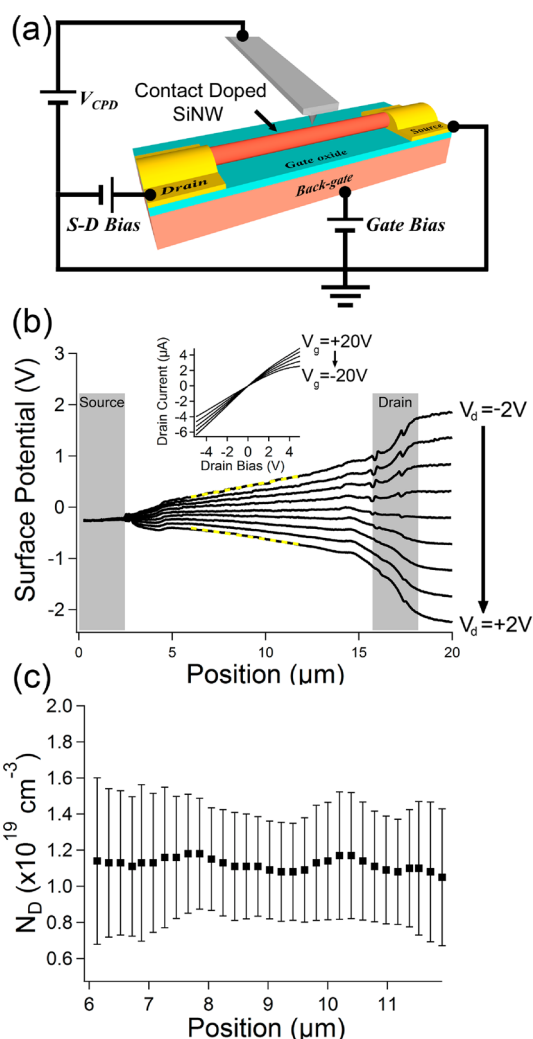 (a)
Contact Doped
SiNW
V_CPD
Source
Gate oxide
Drain
Back-gate
S-D Bias
Gate Bias
(b)
Surface Potential (V)
3
2
1
0
-1
-2
Source
Drain
Drain Current (µA)
4
2
0
-2
-4
-6
-4 -2 0 2 4
Drain Bias (V)
V_g=+20V
V_g=-20V
V_d=-2V
V_d=+2V
0 5 10 15 20
Position (µm)
(c)
N_D (x10^19 cm^-3)
2.0
1.8
1.6
1.4
1.2
1.0
0.8
0.6
6 7 8 9 10 11
Position (µm)